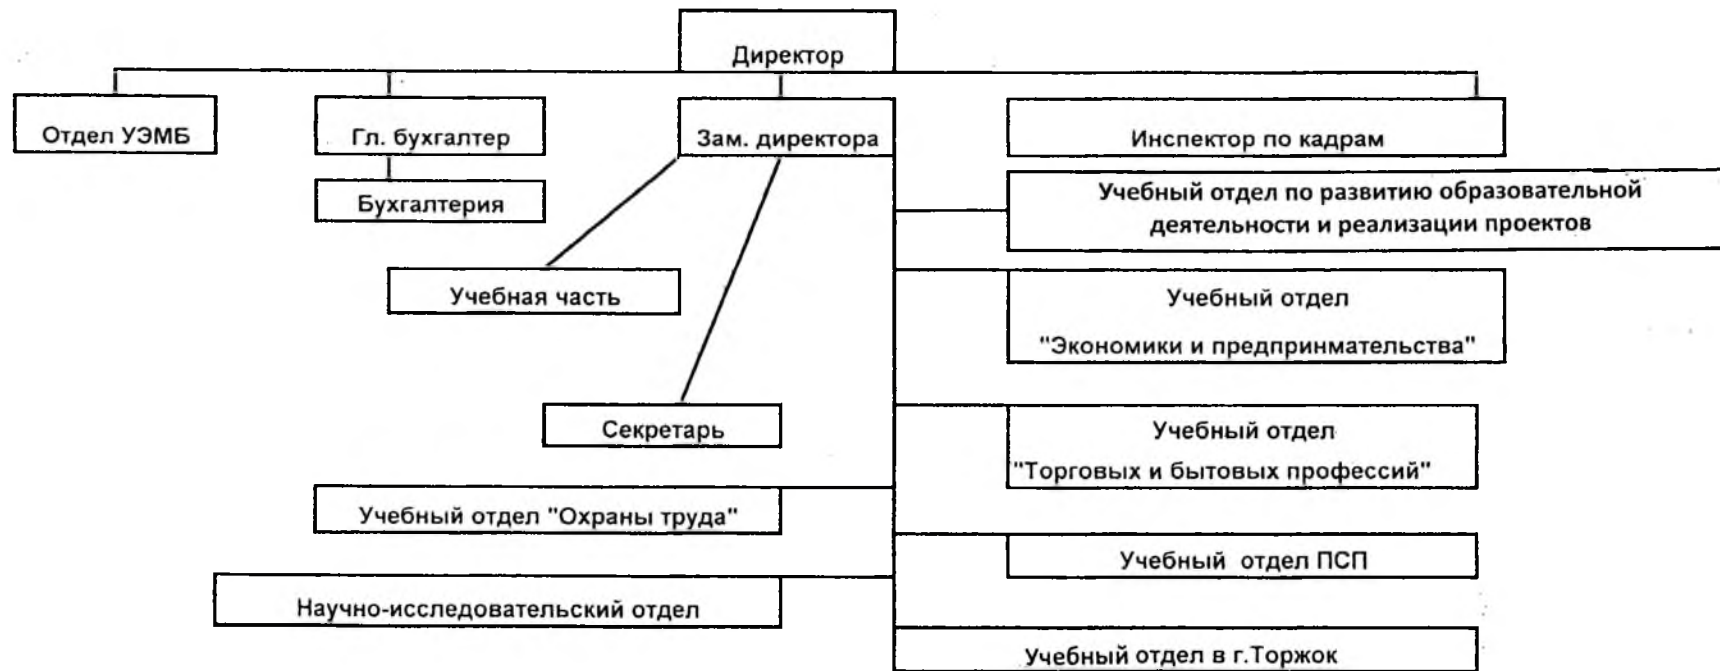 Директор
Отдел УЭМБ
Гл. бухгалтер
Зам. директора
Инспектор по кадрам
Бухгалтерия
Учебный отдел по развитию образовательной
деятельности и реализации проектов
Учебная часть
Учебный отдел
"Экономики и предпринмательства"
Секретарь
Учебный отдел
"Торговых и бытовых профессий"
Учебный отдел "Охраны труда"
Учебный отдел ПСП
Научно-исследовательский отдел
Учебный отдел в г.Торжок